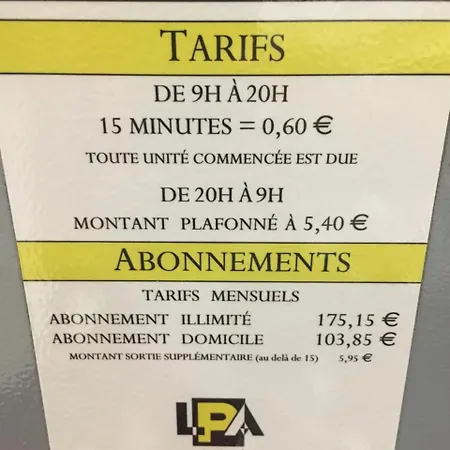 TARIFS
DE 9H À 20H
15 MINUTES = 0,60 €
TOUTE UNITÉ COMMENCÉE EST DUE
DE 20H À 9H
MONTANT PLAFONNÉ À 5,40 €
ABONNEMENTS
TARIFS MENSUELS
ABONNEMENT ILLIMITÉ 175,15 €
ABONNEMENT DOMICILE 103,85 €
MONTANT SORTIE SUPPLÉMENTAIRE (au delà de 15) 5,95 €
LPA